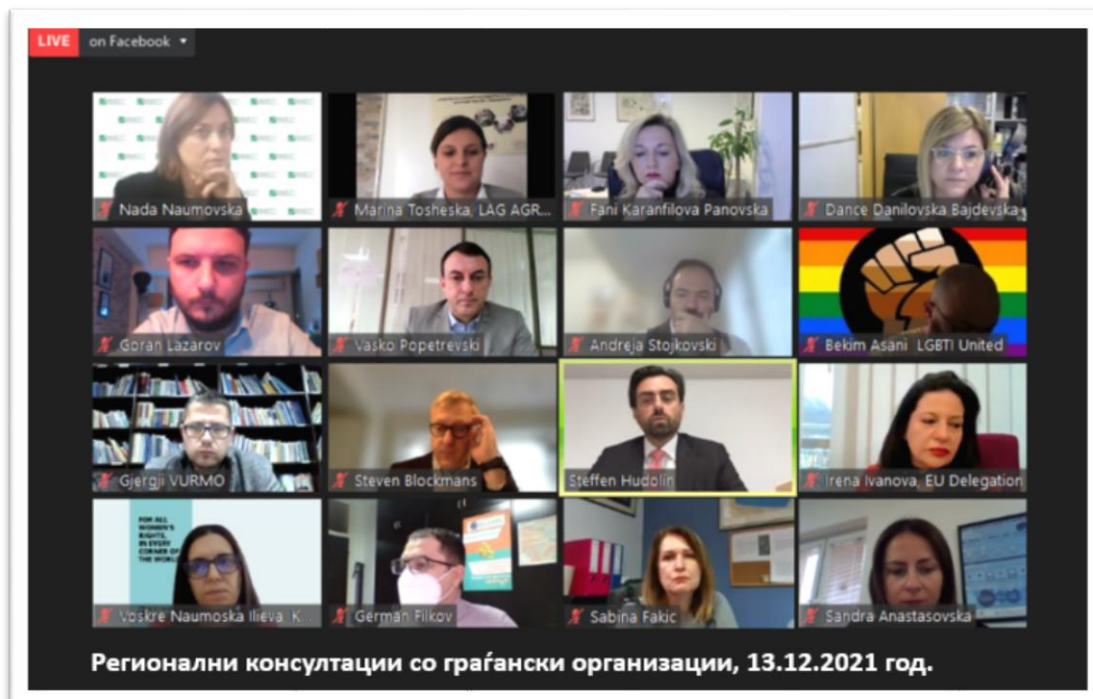 LIVE on Facebook
Nada Naumovska
Marina Tosheska, LAG AGR...
Fani Karanfilova Panovska
Dance Danilovska Bajdevska
Goran Lazarov
Vasko Popetrevski
Andreja Stojkovski
Bekim Asani LGBTI United
Gjergji VURMO
Steven Blockmans
Steffen Hudolin
Irena Ivanova, EU Delegation
FOR ALL
WOMEN'S
RIGHTS,
IN EVERY
CORNER OF
THE WORLD
Voskre Naumoska Ilieva K...
German Filkov
Sabina Fakic
Sandra Anastasovska
Регионални консултации со граѓански организации, 13.12.2021 год.